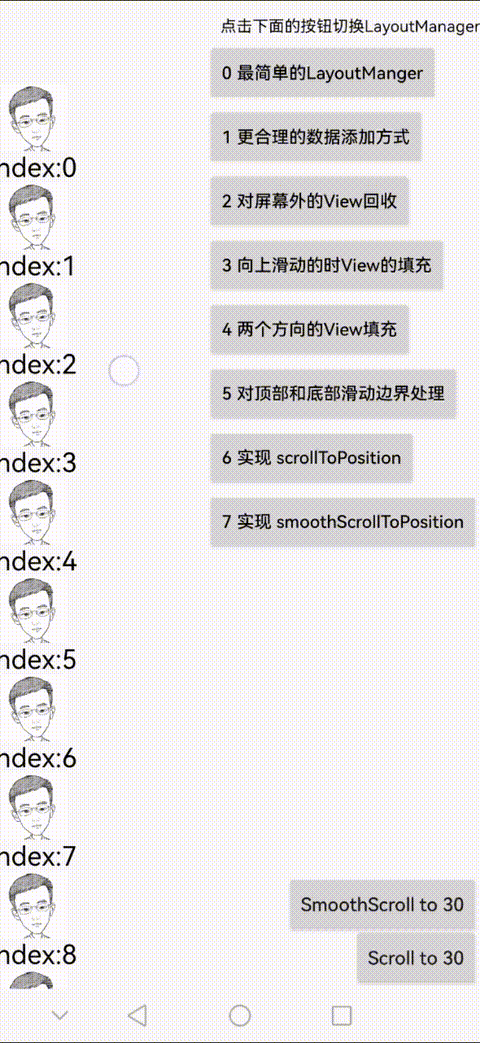 点击下面的按钮切换LayoutManager
0 最简单的LayoutManger
1 更合理的数据添加方式
2 对屏幕外的View回收
3 向上滑动的时View的填充
4 两个方向的View填充
5 对顶部和底部滑动边界处理
6 实现 scrollToPosition
7 实现 smoothScrollToPosition
ndex:0
ndex:1
ndex:2
ndex:3
ndex:4
ndex:5
ndex:6
ndex:7
ndex:8
SmoothScroll to 30
Scroll to 30